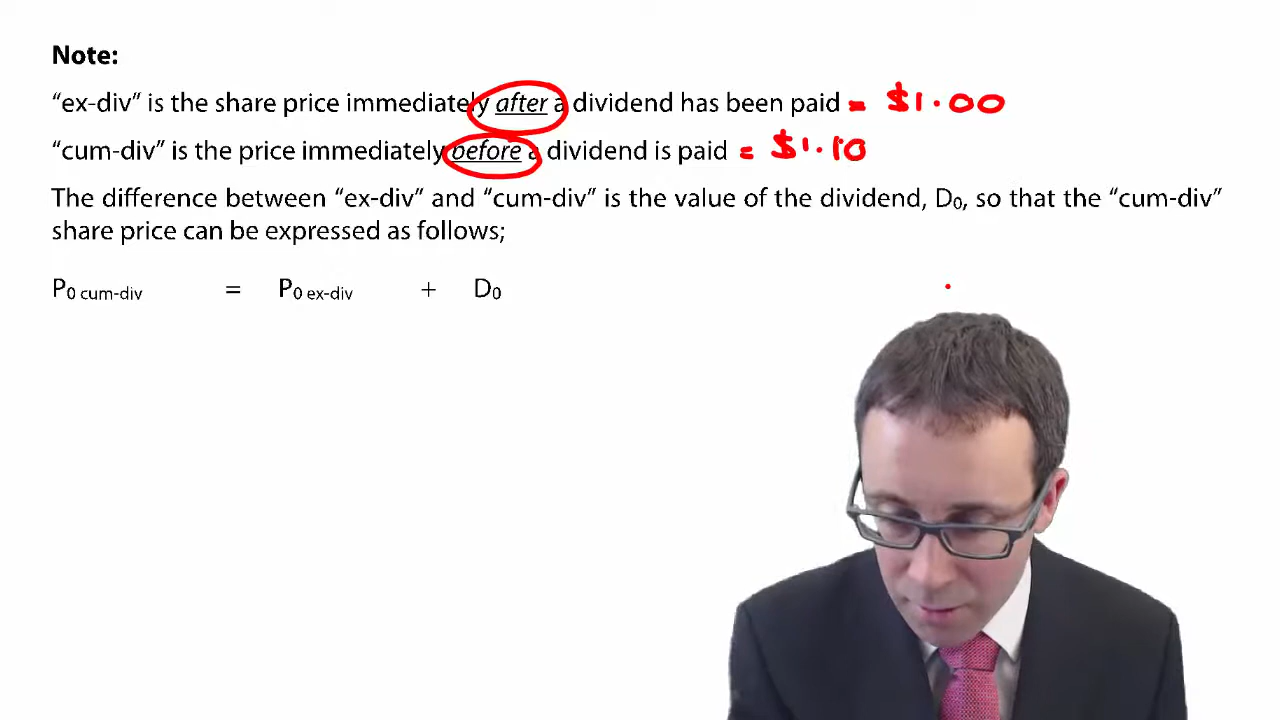 Note:
“ex-div” is the share price immediately after a dividend has been paid = $1.00
“cum-div” is the price immediately before a dividend is paid = $1.10
The difference between “ex-div” and “cum-div” is the value of the dividend, D0, so that the “cum-div”
share price can be expressed as follows;
P0 cum-div = P0 ex-div + D0